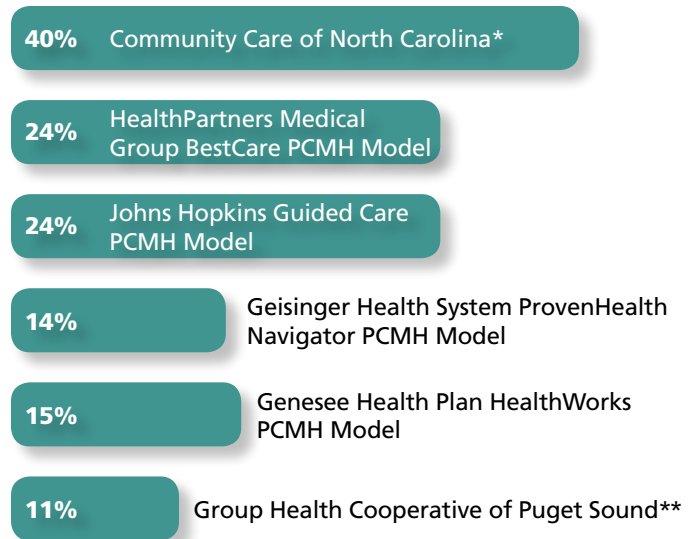 40% Community Care of North Carolina*
24% HealthPartners Medical
Group BestCare PCMH Model
24% Johns Hopkins Guided Care
PCMH Model
14% Geisinger Health System ProvenHealth
Navigator PCMH Model
15% Genesee Health Plan HealthWorks
PCMH Model
11% Group Health Cooperative of Puget Sound**